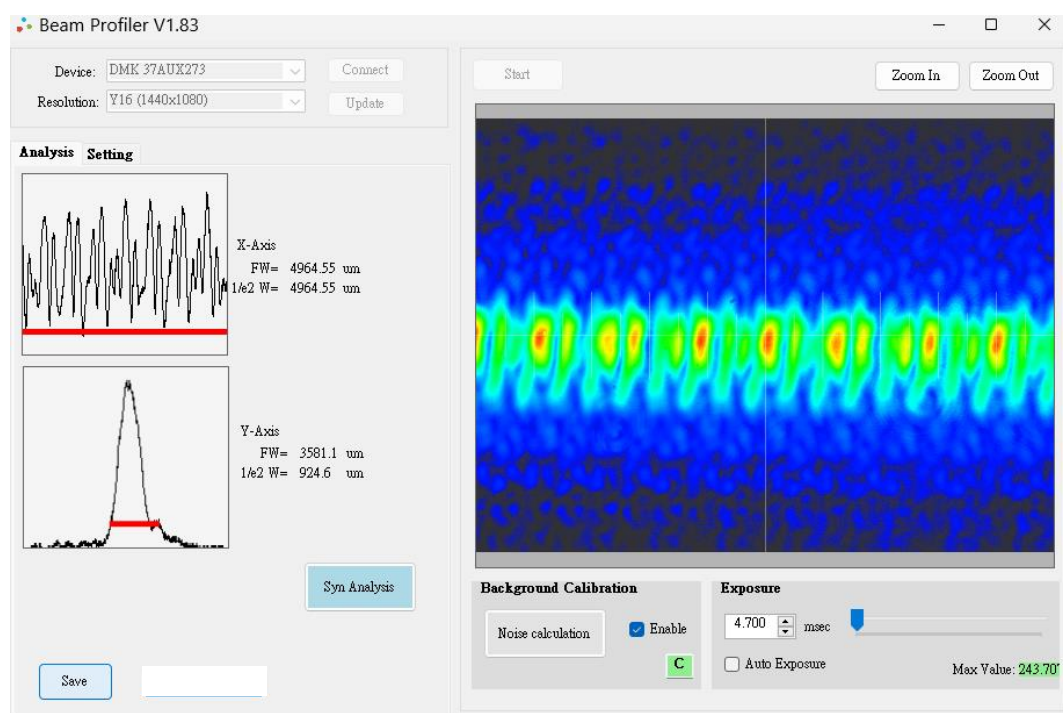 Beam Profiler V1.83
Device: DMK 37AUX273 Connect
Resolution: Y16 (1440x1080) Update
Start Zoom In Zoom Out
Analysis Setting
X-Axis
FW= 4964.55 um
1/e2 W= 4964.55 um
Y-Axis
FW= 3581.1 um
1/e2 W= 924.6 um
Syn Analysis
Save
Background Calibration
Noise calculation Enable
C
Exposure
4.700 msec
Auto Exposure Max Value: 243.70